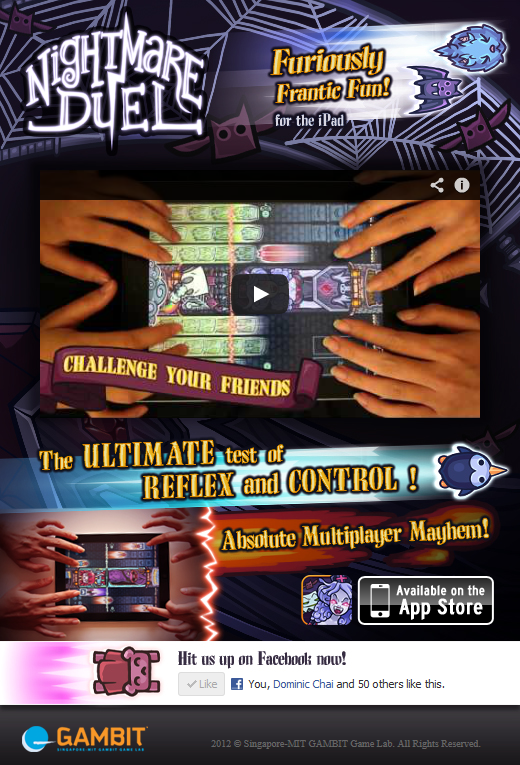 NIGHTMARE
DUEL
Furiously
Frantic Fun!
for the iPad
CHALLENGE YOUR FRIENDS
The ULTIMATE test of
REFLEX and CONTROL !
Absolute Multiplayer Mayhem!
Available on the
App Store
Hit us up on Facebook now!
Like
You, Dominic Chai and 50 others like this.
GAMBIT
SINGAPORE-MIT GAMBIT GAME LAB
2012 © Singapore-MIT GAMBIT Game Lab. All Rights Reserved.